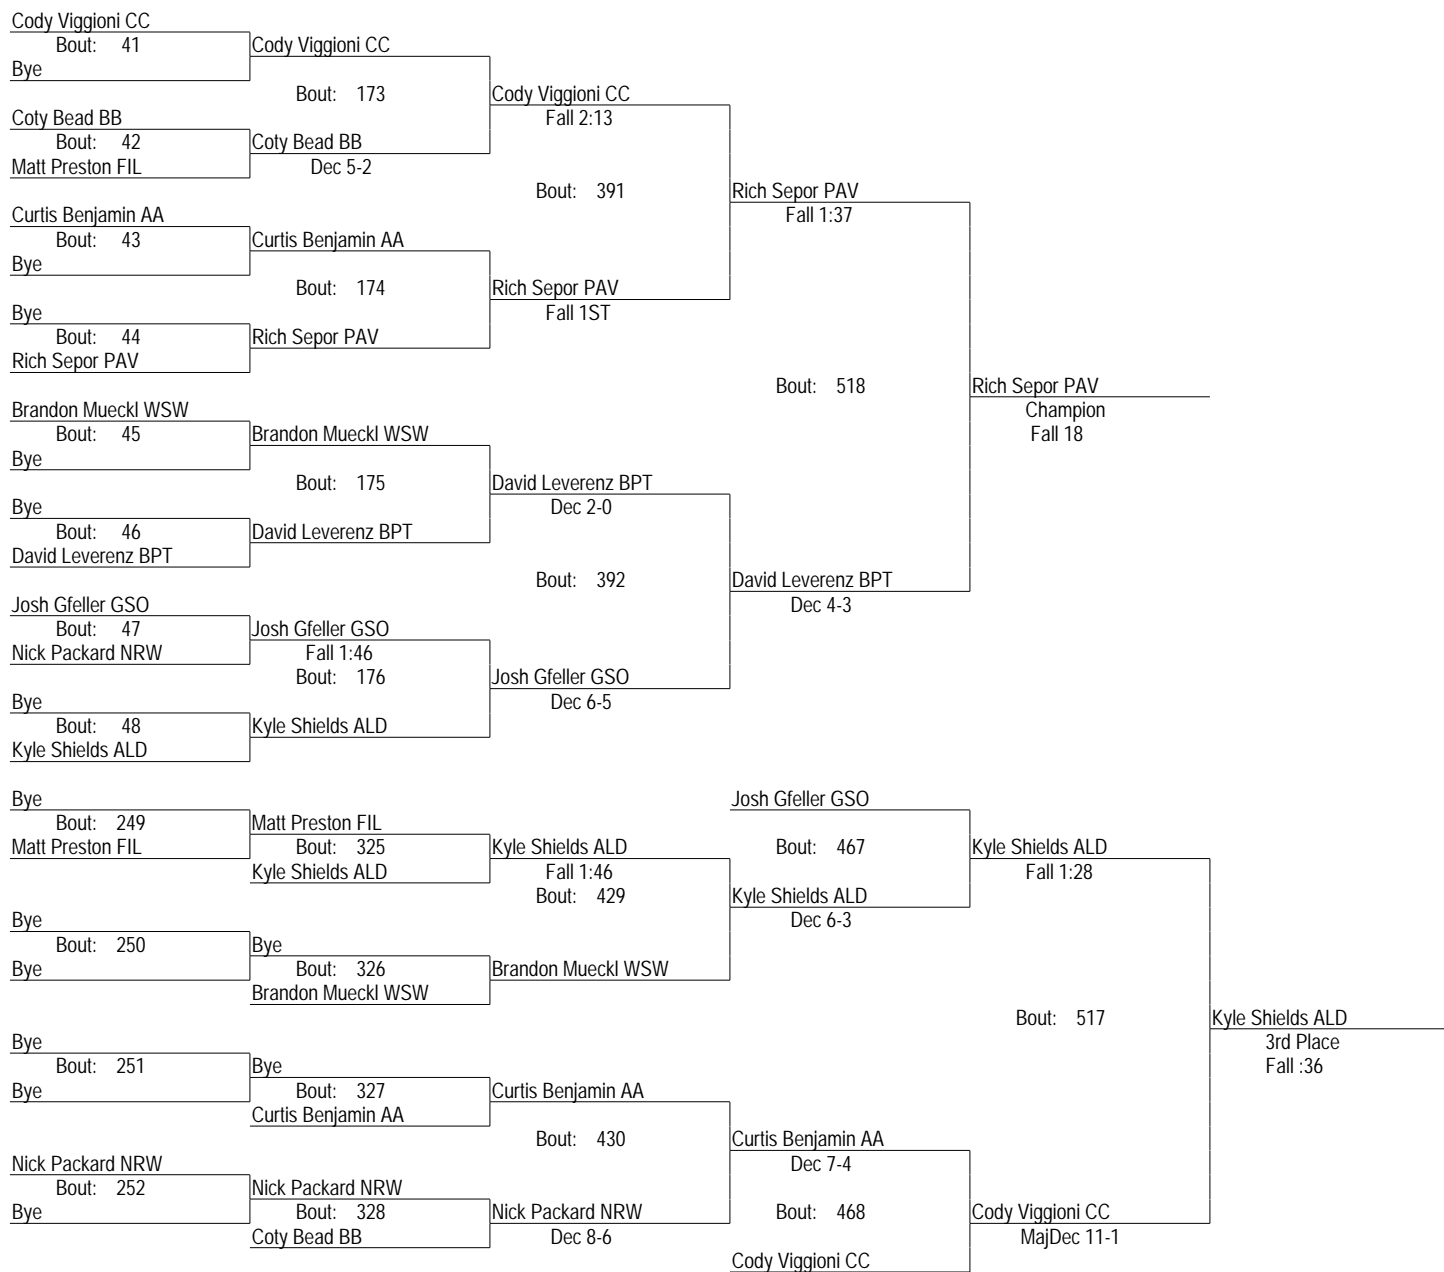 Cody Viggioni CC
Bout: 41
Cody Viggioni CC
Bye
Bout: 173
Cody Viggioni CC
Coty Bead BB
Fall 2:13
Bout: 42
Coty Bead BB
Matt Preston FIL
Dec 5-2
Bout: 391
Rich Sepor PAV
Curtis Benjamin AA
Fall 1:37
Bout: 43
Curtis Benjamin AA
Bye
Bout: 174
Rich Sepor PAV
Bye
Fall 1ST
Bout: 44
Rich Sepor PAV
Rich Sepor PAV
Bout: 518
Rich Sepor PAV
Brandon Mueckl WSW
Champion
Bout: 45
Brandon Mueckl WSW
Fall 18
Bye
Bout: 175
David Leverenz BPT
Bye
Dec 2-0
Bout: 46
David Leverenz BPT
David Leverenz BPT
Bout: 392
David Leverenz BPT
Josh Gfeller GSO
Dec 4-3
Bout: 47
Josh Gfeller GSO
Nick Packard NRW
Fall 1:46
Bout: 176
Josh Gfeller GSO
Bye
Dec 6-5
Bout: 48
Kyle Shields ALD
Kyle Shields ALD
Bye
Josh Gfeller GSO
Bout: 249
Matt Preston FIL
Matt Preston FIL
Bout: 325
Kyle Shields ALD
Bout: 467
Kyle Shields ALD
Kyle Shields ALD
Fall 1:46
Fall 1:28
Bout: 429
Kyle Shields ALD
Bye
Dec 6-3
Bout: 250
Bye
Bye
Bout: 326
Brandon Mueckl WSW
Brandon Mueckl WSW
Bout: 517
Kyle Shields ALD
Bye
3rd Place
Bout: 251
Bye
Fall :36
Bye
Bout: 327
Curtis Benjamin AA
Curtis Benjamin AA
Bout: 430
Curtis Benjamin AA
Nick Packard NRW
Dec 7-4
Bout: 252
Nick Packard NRW
Bye
Bout: 328
Nick Packard NRW
Bout: 468
Cody Viggioni CC
Coty Bead BB
Dec 8-6
MajDec 11-1
Cody Viggioni CC